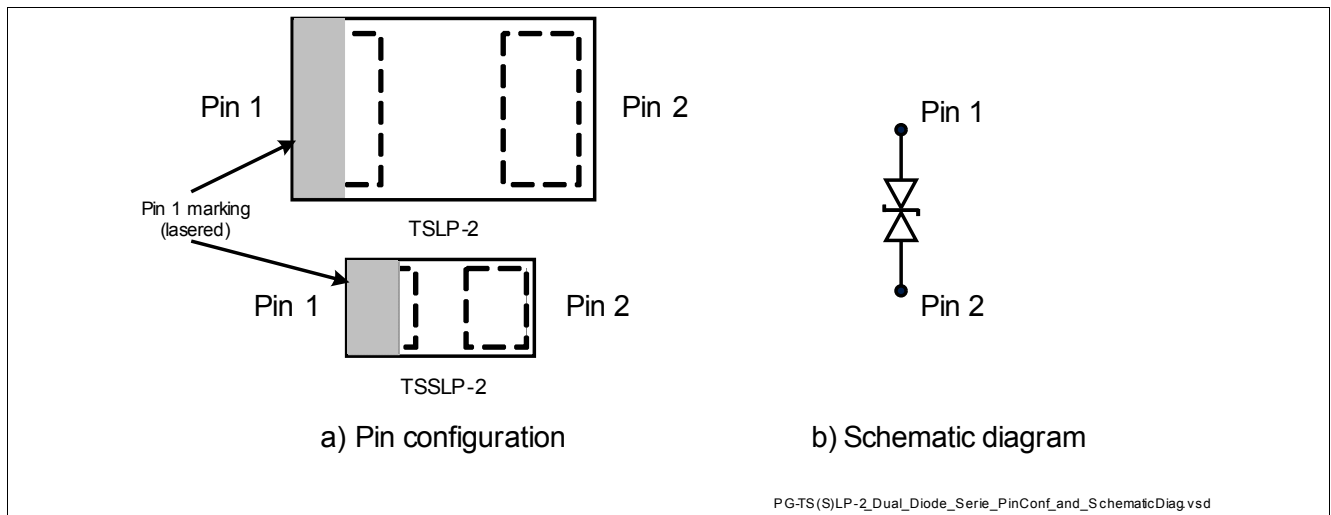 Pin 1
Pin 2
Pin 1 marking
(lasered)
TSLP-2
Pin 1
Pin 2
TSSLP-2
a) Pin configuration
Pin 1
Pin 2
b) Schematic diagram
PG-TS(S)LP-2_Dual_Diode_Serie_PinConf_and_SchematicDiag.vsd